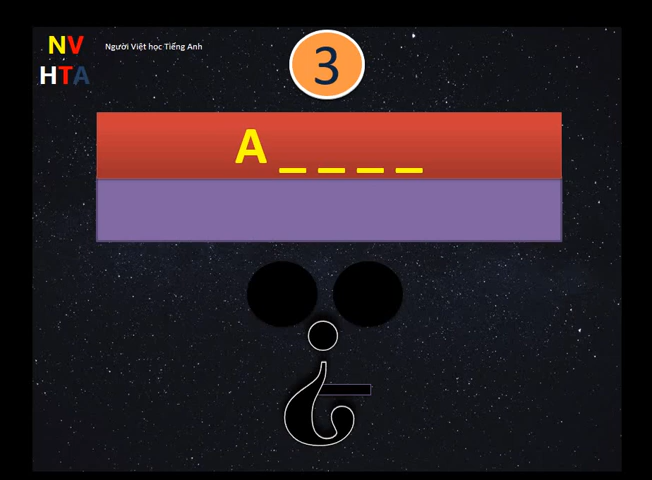 NV
HTA
Người Việt học Tiếng Anh
3
A _ _ _ _